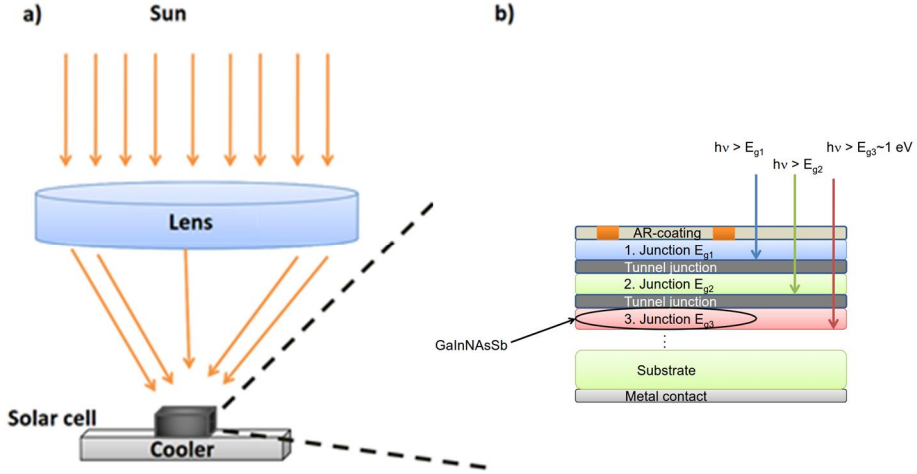 a)
Sun
Lens
Solar cell
Cooler
b)
hν > Eg1
hν > Eg2
hν > Eg3~1 eV
AR-coating
1. Junction Eg1
Tunnel junction
2. Junction Eg2
Tunnel junction
3. Junction Eg3
GaInNAsSb
⋮
Substrate
Metal contact